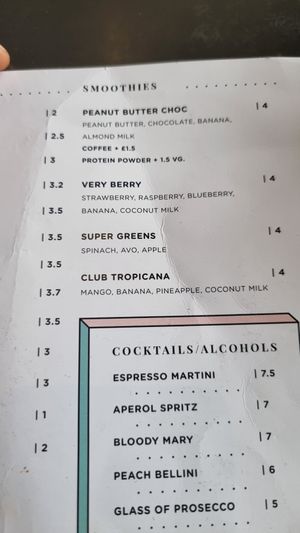 SMOOTHIES
| 2 PEANUT BUTTER CHOC | 4
PEANUT BUTTER, CHOCOLATE, BANANA,
| 2.5 ALMOND MILK
COFFEE + £1.5
| 3 PROTEIN POWDER + 1.5 VG.
| 3.2 VERY BERRY | 4
STRAWBERRY, RASPBERRY, BLUEBERRY,
| 3.5 BANANA, COCONUT MILK
| 3.5 SUPER GREENS | 4
SPINACH, AVO, APPLE
| 3.5
CLUB TROPICANA | 4
| 3.7 MANGO, BANANA, PINEAPPLE, COCONUT MILK
| 3.5
| 3 COCKTAILS/ALCOHOLS
| 3 ESPRESSO MARTINI | 7.5
| 1 APEROL SPRITZ | 7
| 2 BLOODY MARY | 7
PEACH BELLINI | 6
GLASS OF PROSECCO | 5